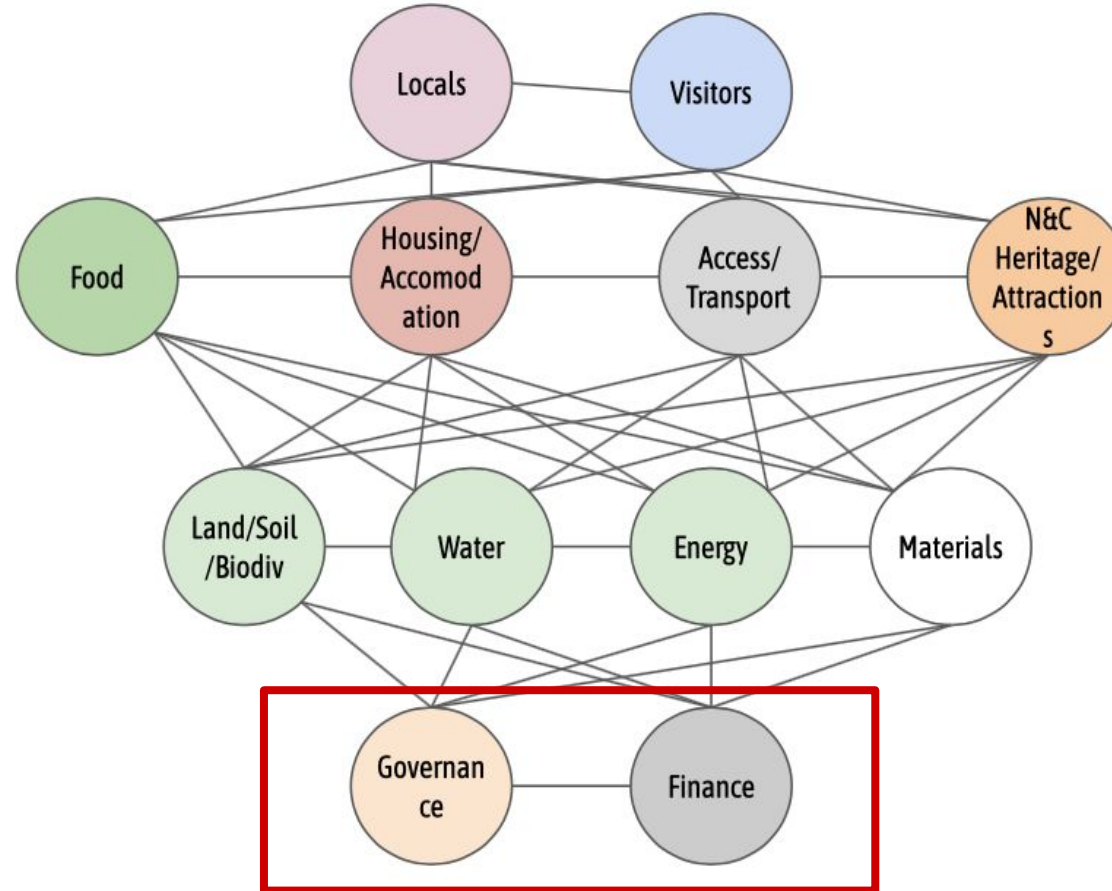 Locals
Visitors
Food
Housing/
Accomod
ation
Access/
Transport
N&C
Heritage/
Attraction
s
Land/Soil
/Biodiv
Water
Energy
Materials
Governan
ce
Finance